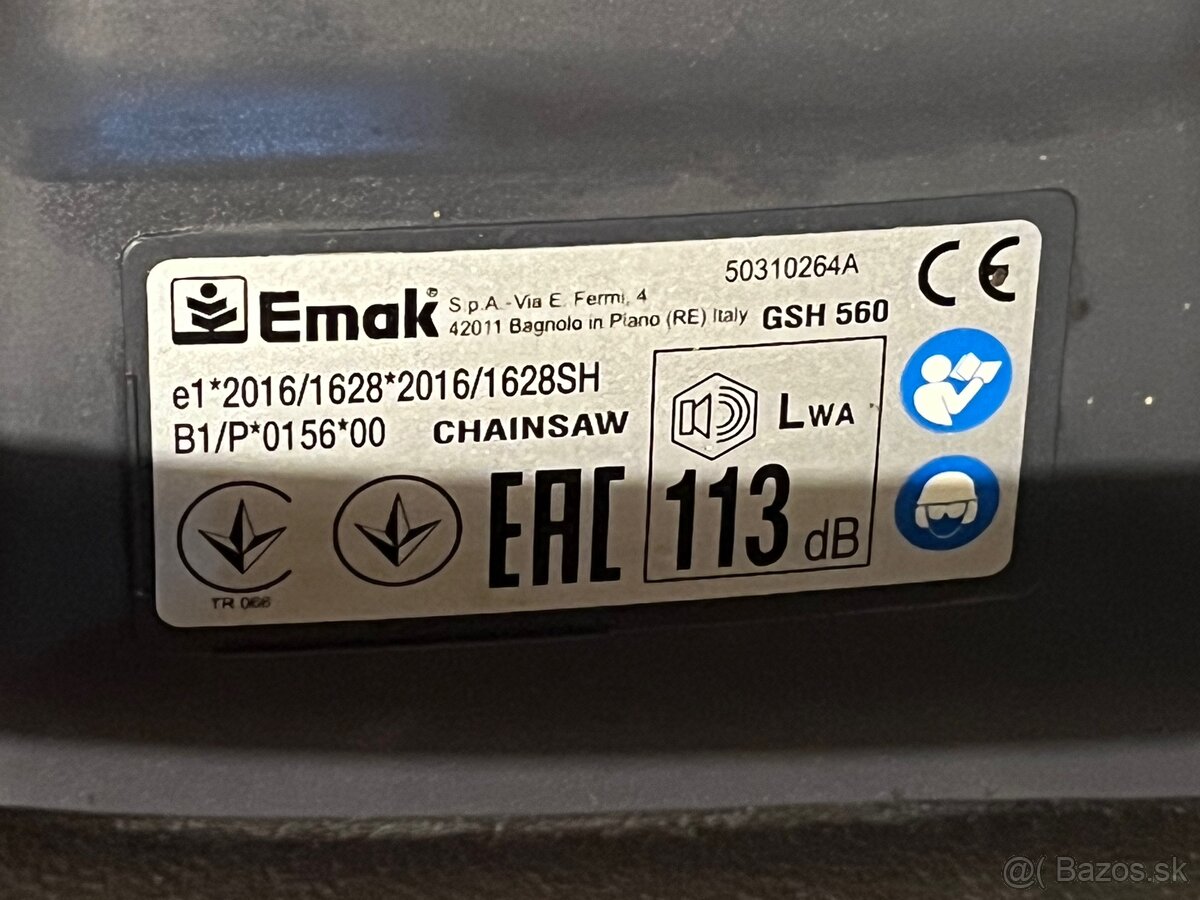 50310264A
CE
Emak® S.p.A.-Via E. Fermi, 4
42011 Bagnolo in Piano (RE) Italy GSH 560
e1*2016/1628*2016/1628SH
B1/P*0156*00 CHAINSAW
LWA
EAC
113 dB
TR 066
@( Bazos.sk